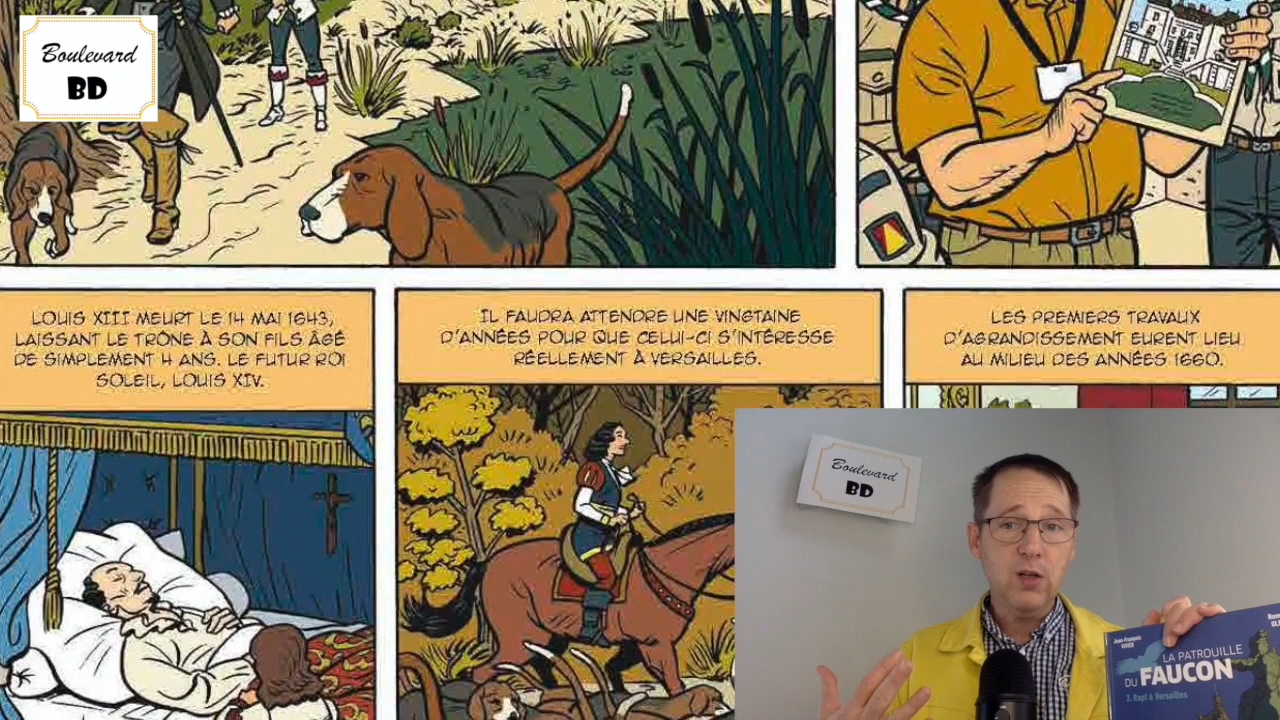 Boulevard
BD
LOUIS XIII MEURT LE 14 MAI 1643,
LAISSANT LE TRÔNE À SON FILS ÂGÉ
DE SIMPLEMENT 4 ANS. LE FUTUR ROI
SOLEIL, LOUIS XIV.
IL FAUDRA ATTENDRE UNE VINGTAINE
D'ANNÉES POUR QUE CELUI-CI S'INTÉRESSE
RÉELLEMENT À VERSAILLES.
LES PREMIERS TRAVAUX
D'AGRANDISSEMENT EURENT LIEU
AU MILIEU DES ANNÉES 1660.
Boulevard
BD
Jean-François
VIVIER
LA PATROUILLE
DU FAUCON
3. Rapt à Versailles